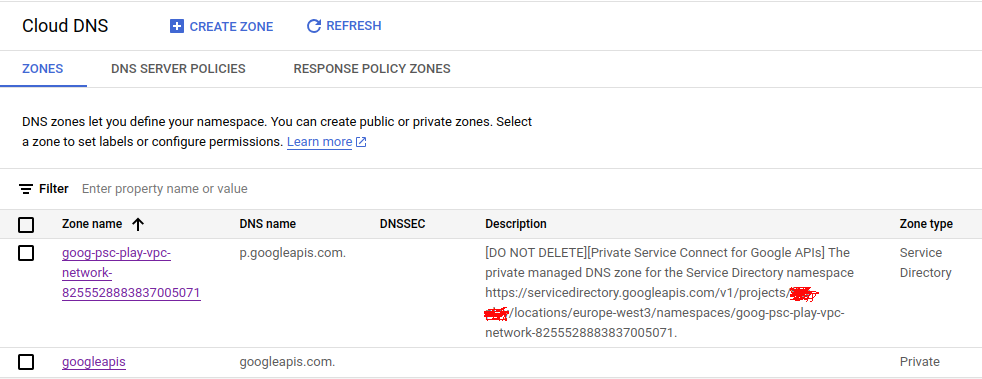 Cloud DNS CREATE ZONE REFRESH
ZONES DNS SERVER POLICIES RESPONSE POLICY ZONES
DNS zones let you define your namespace. You can create public or private zones. Select
a zone to set labels or configure permissions. Learn more
Filter Enter property name or value
Zone name DNS name DNSSEC Description Zone type
goog-psc-play-vpc- p.googleapis.com. [DO NOT DELETE][Private Service Connect for Google APIs] The Service
network- private managed DNS zone for the Service Directory namespace Directory
8255528883837005071 https://servicedirectory.googleapis.com/v1/projects/
/locations/europe-west3/namespaces/goog-psc-play-vpc-
network-8255528883837005071.
googleapis googleapis.com. Private